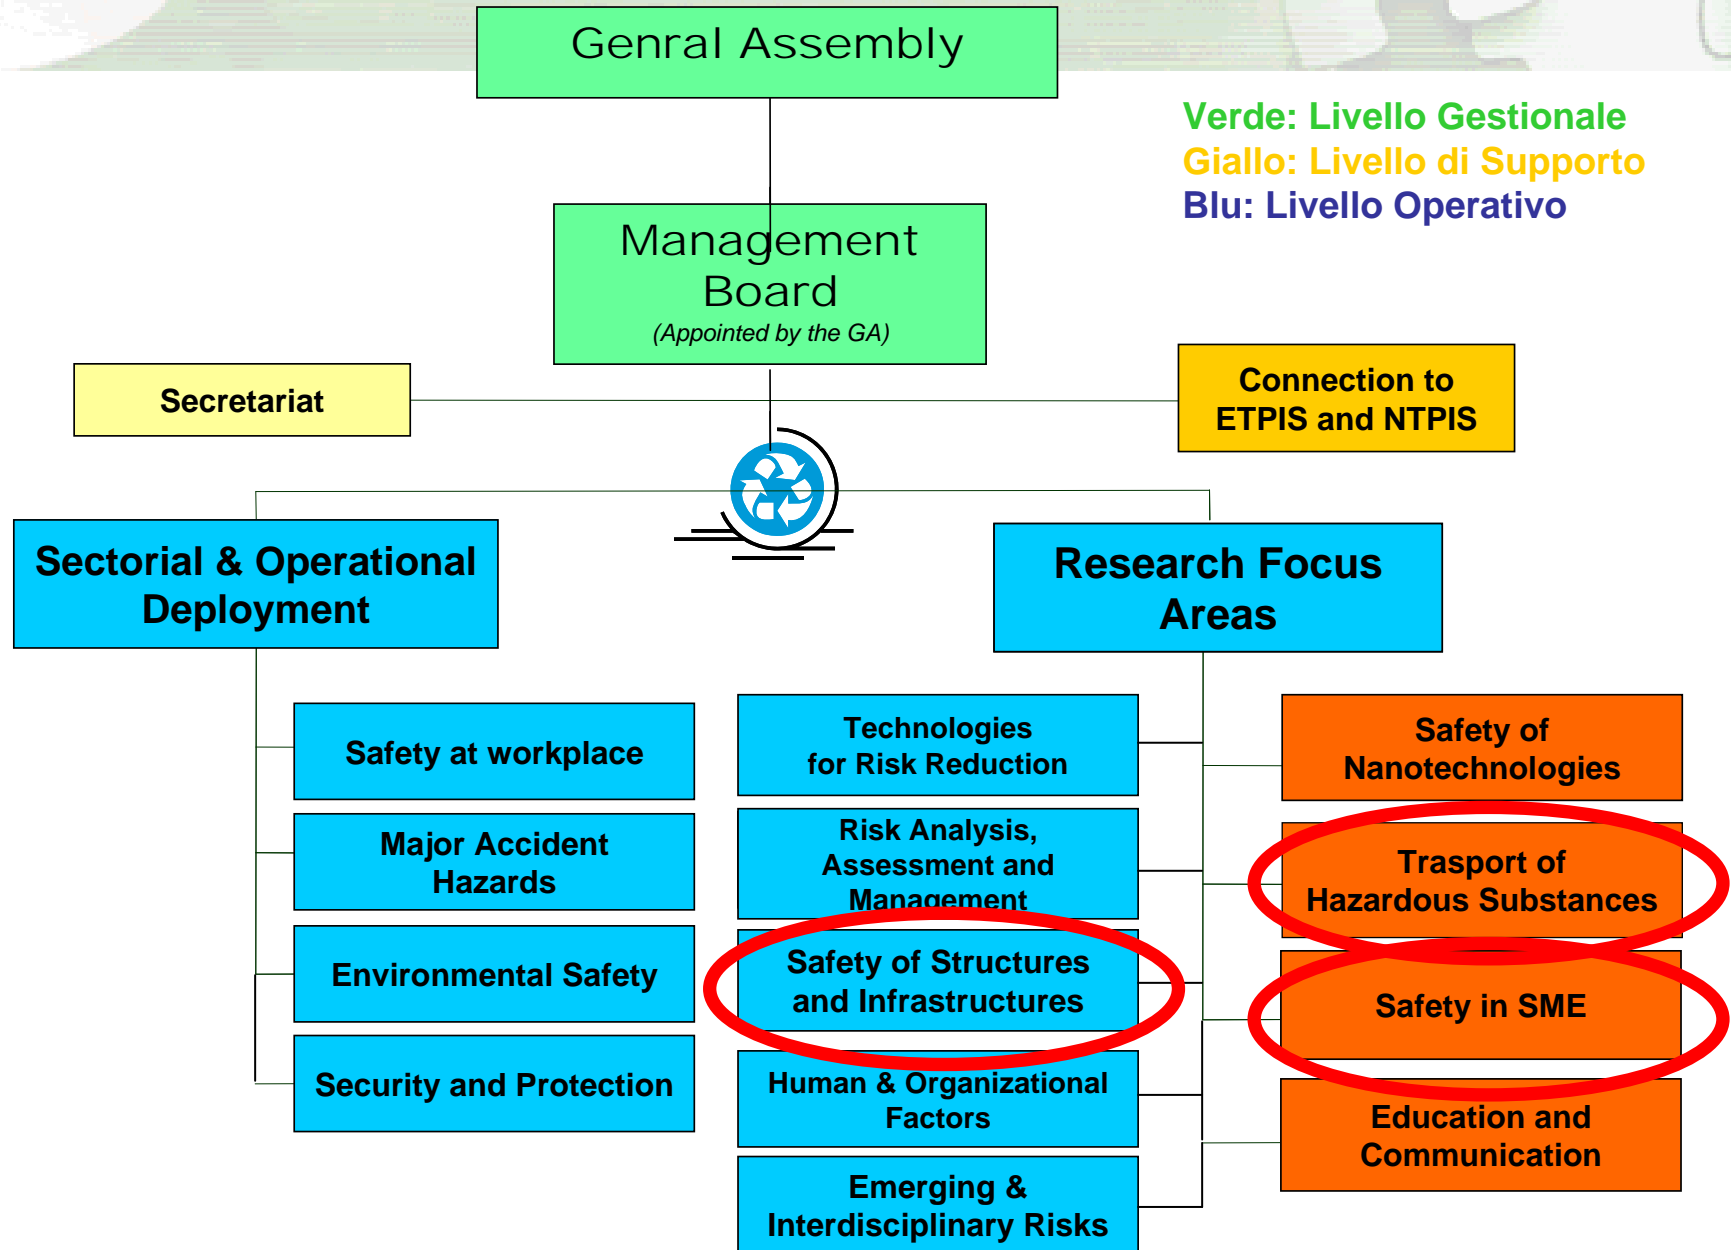 Genral Assembly
Verde: Livello Gestionale
Giallo: Livello di Supporto
Blu: Livello Operativo
Management
Board
(Appointed by the GA)
Secretariat
Connection to
ETPIS and NTPIS
Sectorial & Operational
Deployment
Research Focus
Areas
Safety at workplace
Major Accident
Hazards
Environmental Safety
Security and Protection
Technologies
for Risk Reduction
Risk Analysis,
Assessment and
Management
Safety of Structures
and Infrastructures
Human & Organizational
Factors
Emerging &
Interdisciplinary Risks
Safety of
Nanotechnologies
Trasport of
Hazardous Substances
Safety in SME
Education and
Communication